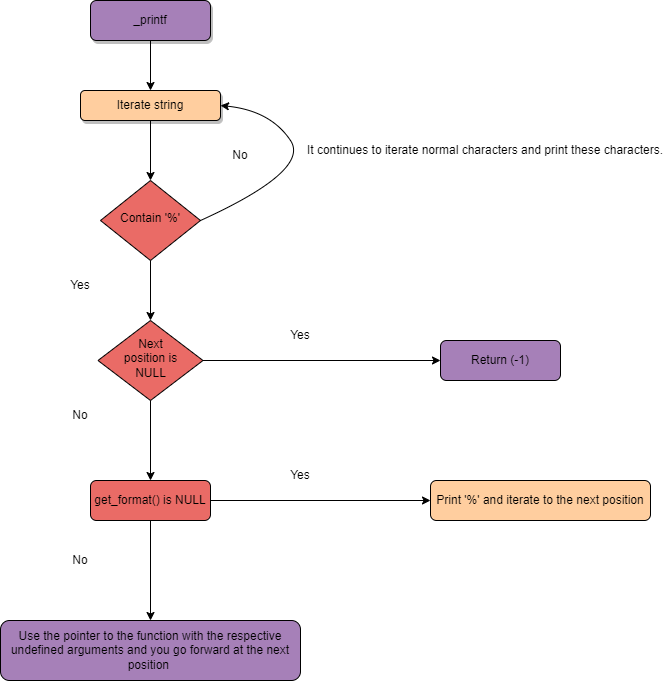 _printf
Iterate string
No
It continues to iterate normal characters and print these characters.
Contain '%'
Yes
Next
position is
NULL
Yes
Return (-1)
No
get_format() is NULL
Yes
Print '%' and iterate to the next position
No
Use the pointer to the function with the respective
undefined arguments and you go forward at the next
position